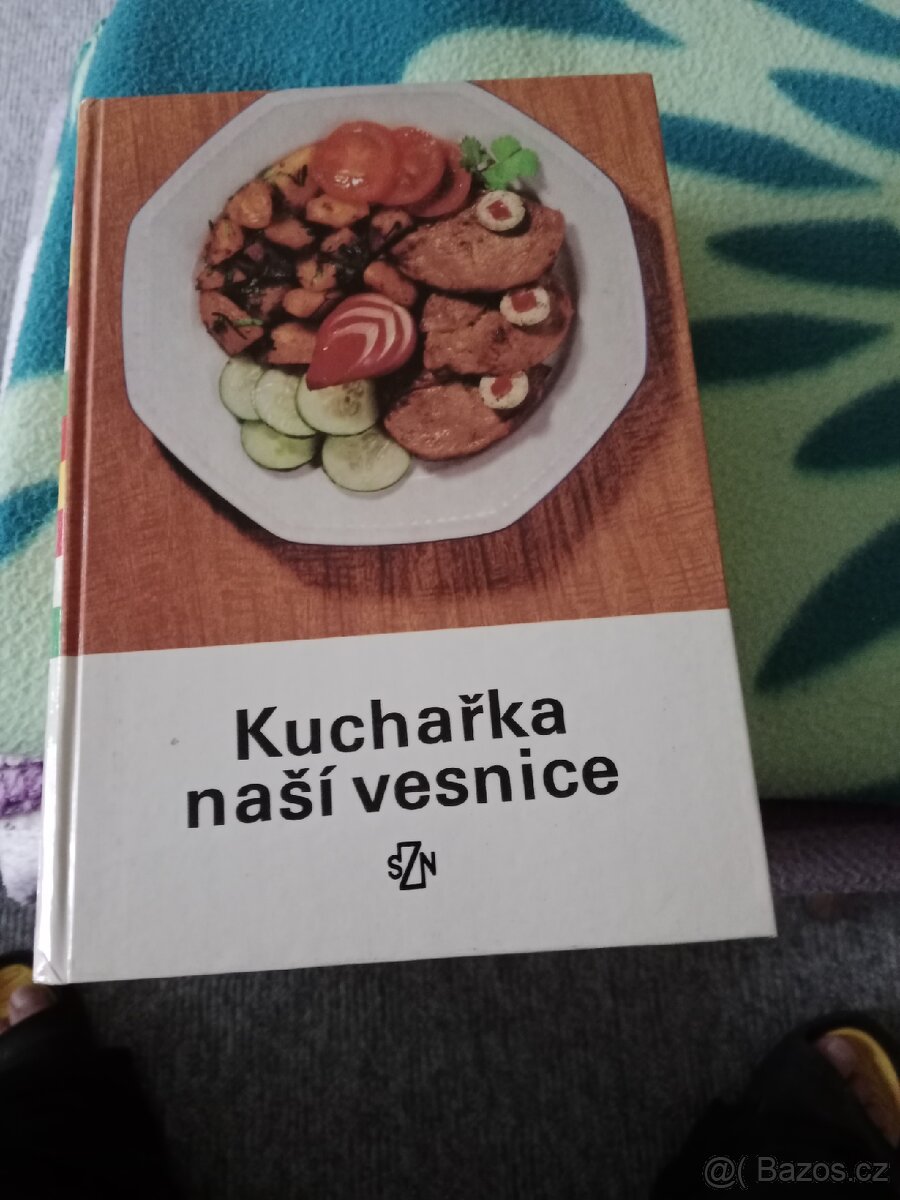 Kuchařka
naší vesnice
SZN
@( Bazos.cz